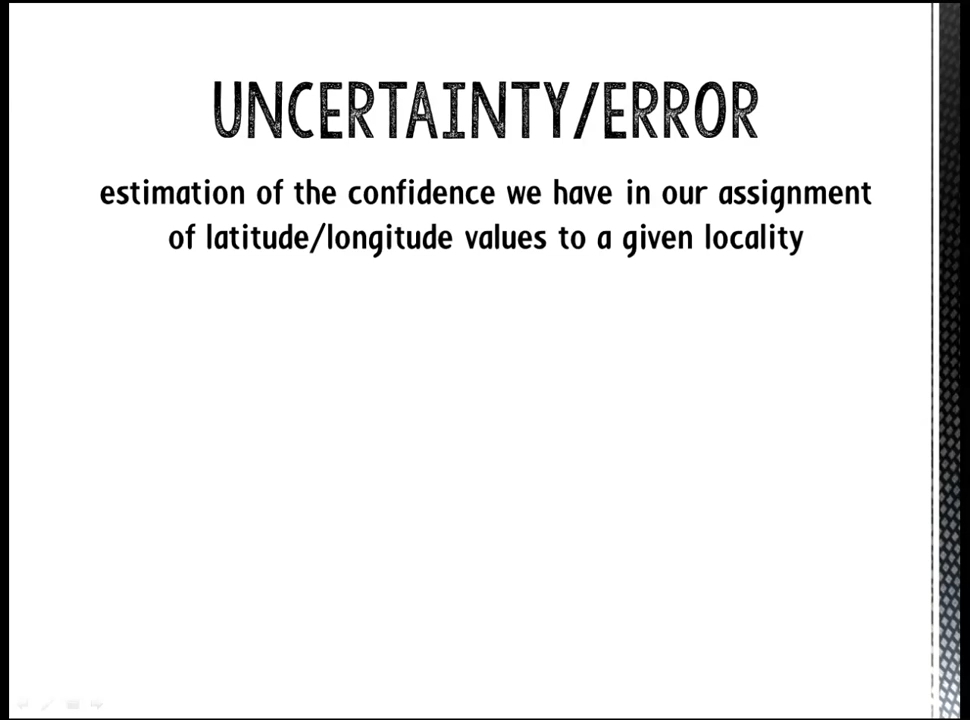 UNCERTAINTY/ERROR
estimation of the confidence we have in our assignment
of latitude/longitude values to a given locality